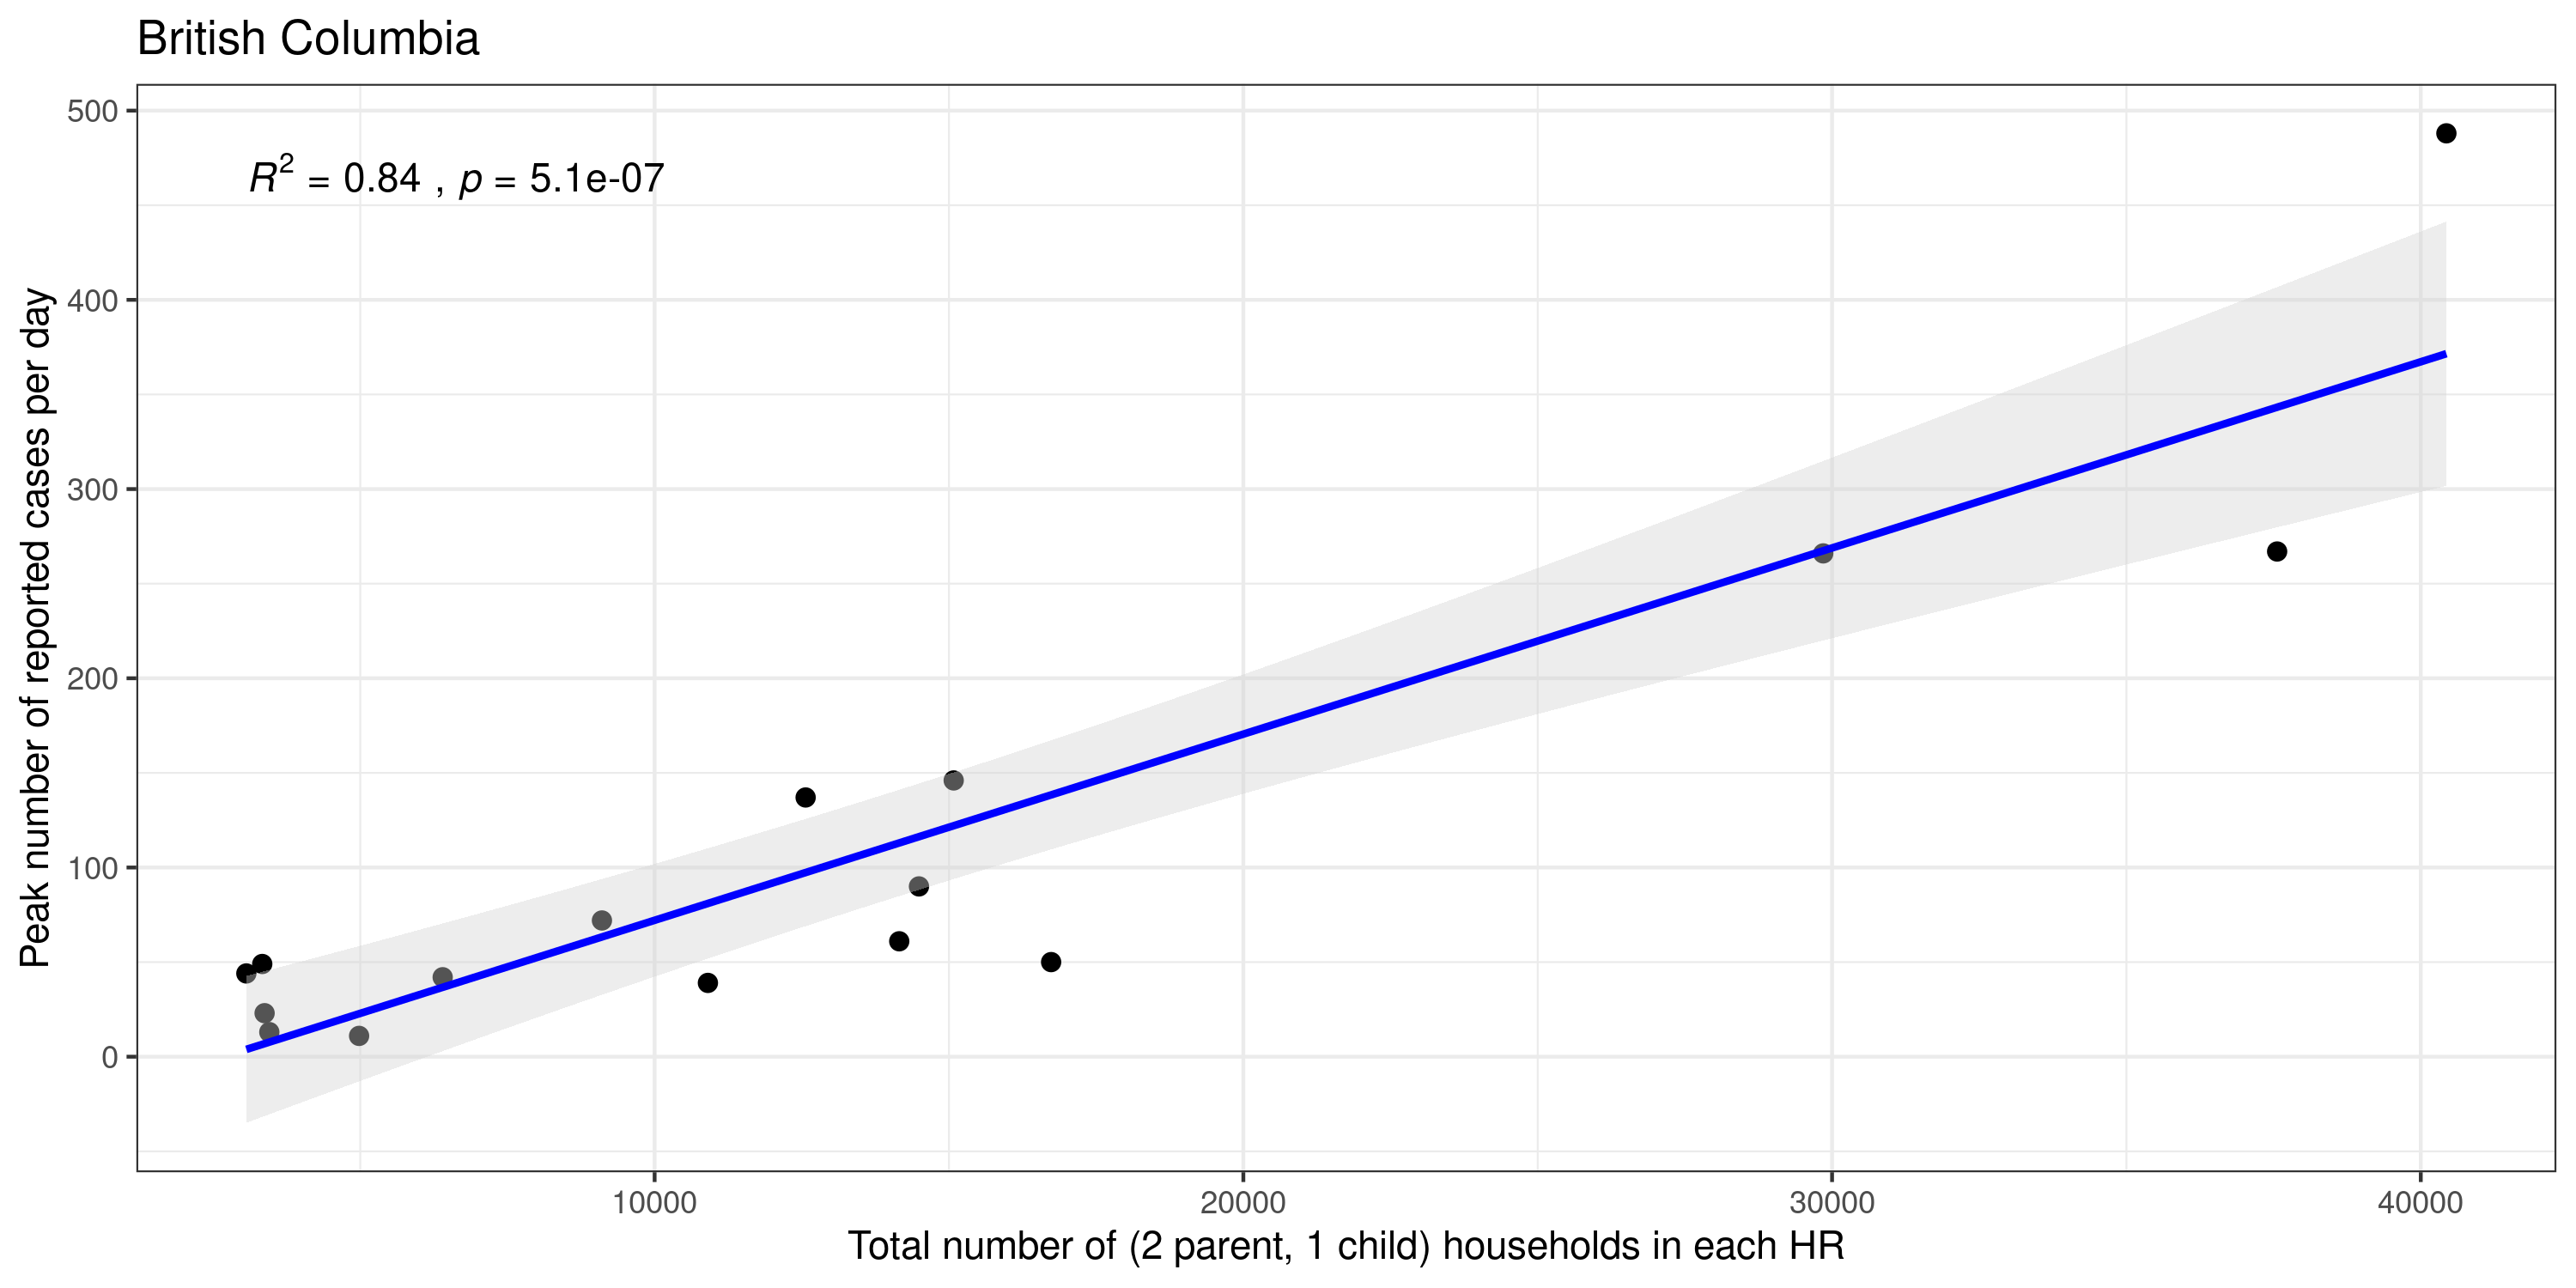 British Columbia
R² = 0.84 , p = 5.1e-07
Peak number of reported cases per day
500
400
300
200
100
0
10000 20000 30000 40000
Total number of (2 parent, 1 child) households in each HR